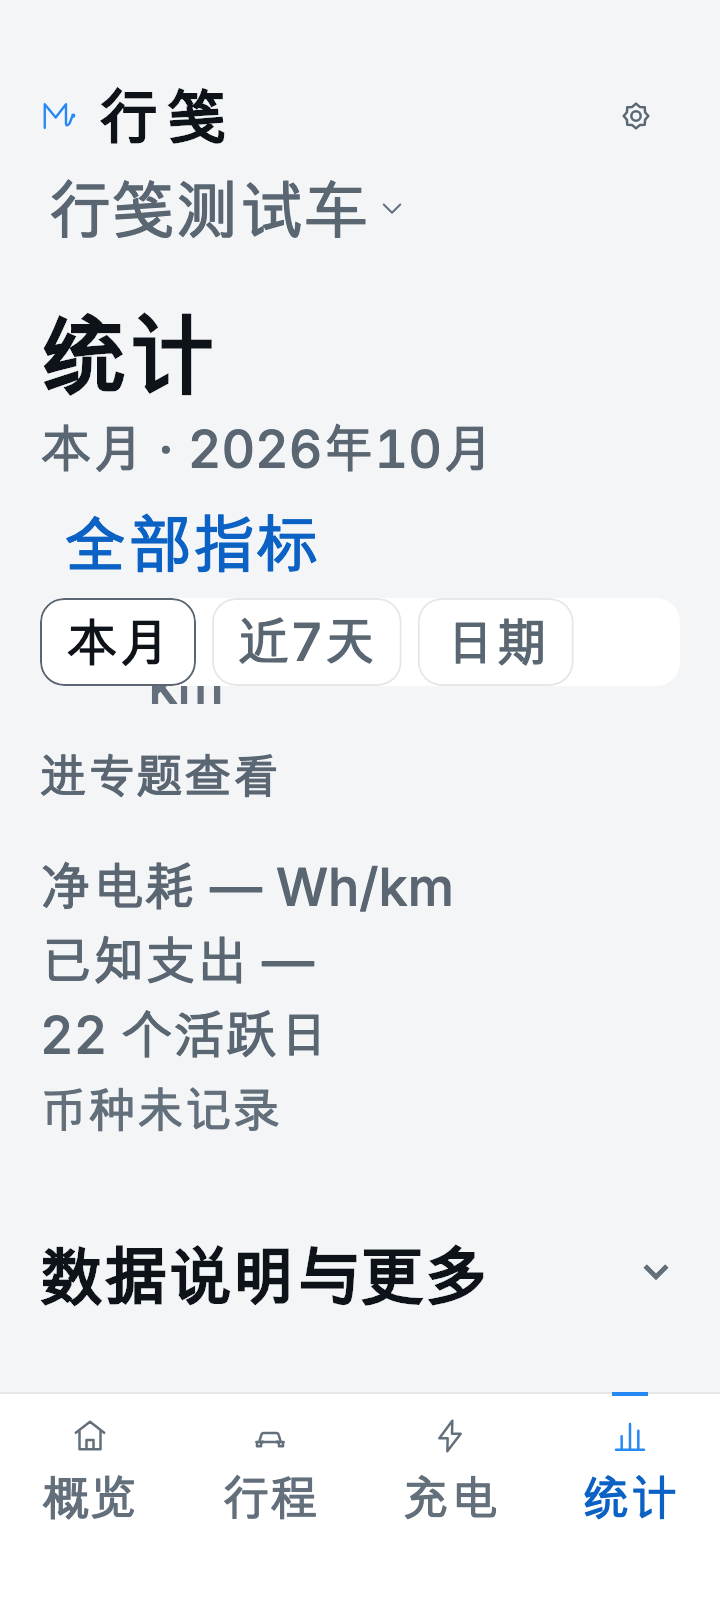 行笺
行笺测试车
统计
本月 · 2026年10月
全部指标
本月 近7天 日期
km
进专题查看
净电耗 — Wh/km
已知支出 —
22 个活跃日
币种未记录
数据说明与更多
概览 行程 充电 统计